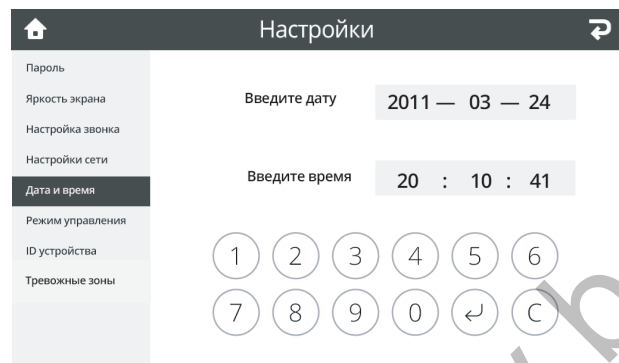 Настройки
Пароль
Яркость экрана
Настройка звонка
Настройки сети
Дата и время
Режим управления
ID устройства
Тревожные зоны
Введите дату 2011 — 03 — 24
Введите время 20 : 10 : 41
1 2 3 4 5 6
7 8 9 0 C